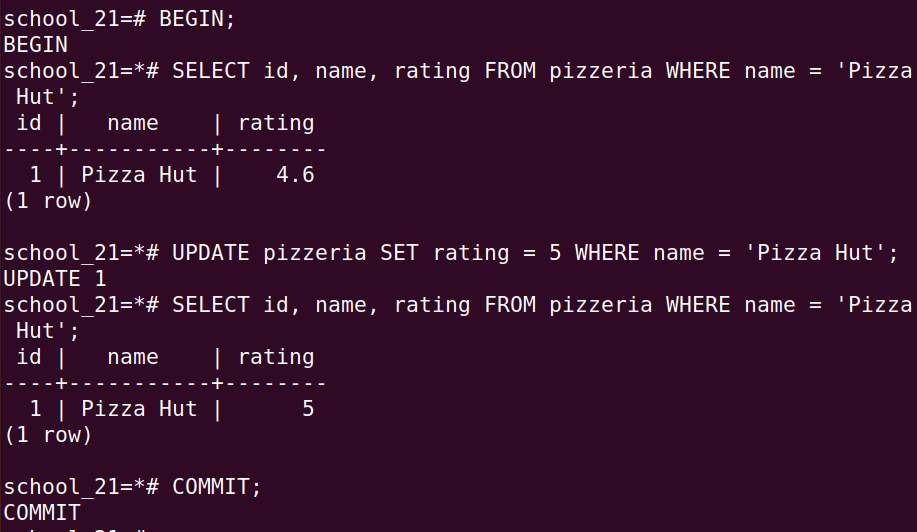 school_21=# BEGIN;
BEGIN
school_21=*# SELECT id, name, rating FROM pizzeria WHERE name = 'Pizza
 Hut';
 id |   name    | rating
----+-----------+--------
  1 | Pizza Hut |    4.6
(1 row)

school_21=*# UPDATE pizzeria SET rating = 5 WHERE name = 'Pizza Hut';
UPDATE 1
school_21=*# SELECT id, name, rating FROM pizzeria WHERE name = 'Pizza
 Hut';
 id |   name    | rating
----+-----------+--------
  1 | Pizza Hut |      5
(1 row)

school_21=*# COMMIT;
COMMIT